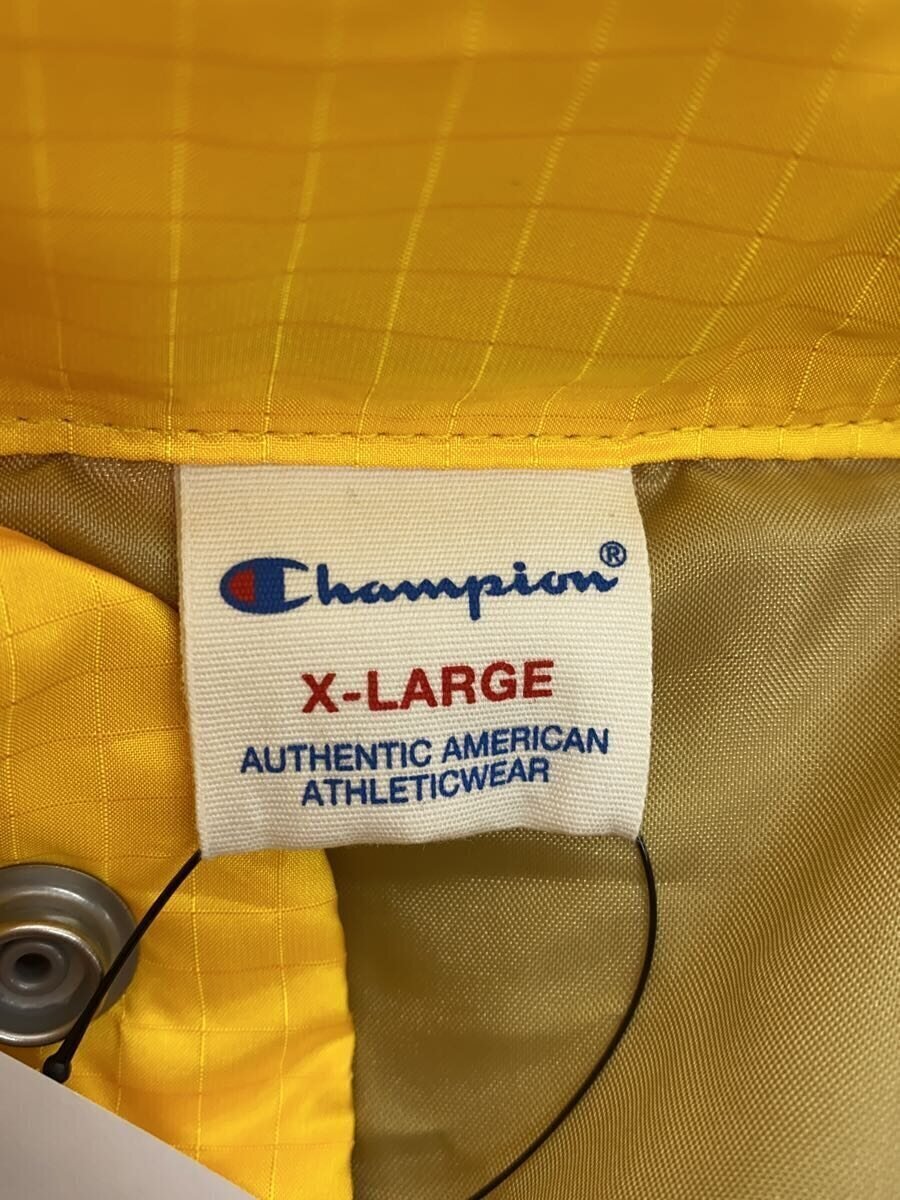 Champion®
X-LARGE
AUTHENTIC AMERICAN
ATHLETICWEAR